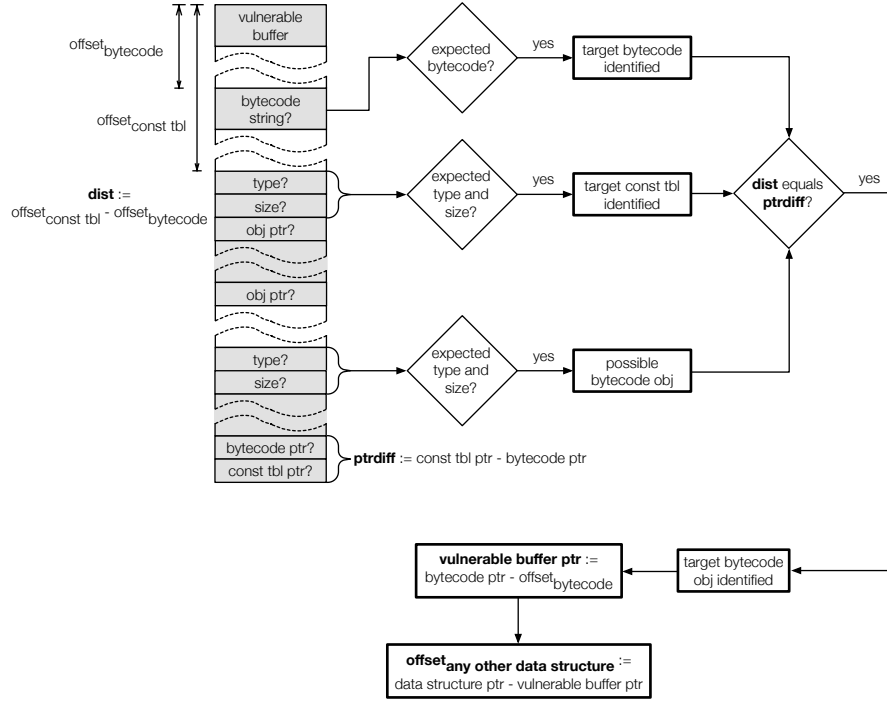 vulnerable
buffer
offsetbytecode
bytecode
string?
offsetconst tbl
dist :=
offsetconst tbl - offsetbytecode
type?
size?
obj ptr?
obj ptr?
type?
size?
bytecode ptr?
const tbl ptr?
ptrdiff := const tbl ptr - bytecode ptr
expected
bytecode?
yes
target bytecode
identified
expected
type and
size?
yes
target const tbl
identified
expected
type and
size?
yes
possible
bytecode obj
dist equals
ptrdiff?
yes
target bytecode
obj identified
vulnerable buffer ptr :=
bytecode ptr - offsetbytecode
offsetany other data structure :=
data structure ptr - vulnerable buffer ptr